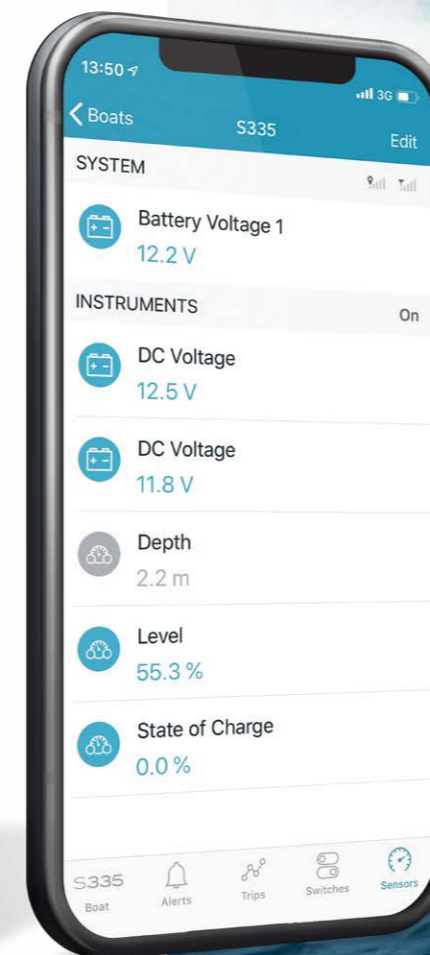 13:50
3G
Boats
S335
Edit
SYSTEM
Battery Voltage 1
12.2 V
INSTRUMENTS
On
DC Voltage
12.5 V
DC Voltage
11.8 V
Depth
2.2 m
Level
55.3 %
State of Charge
0.0 %
S335
Boat
Alerts
Trips
Switches
Sensors